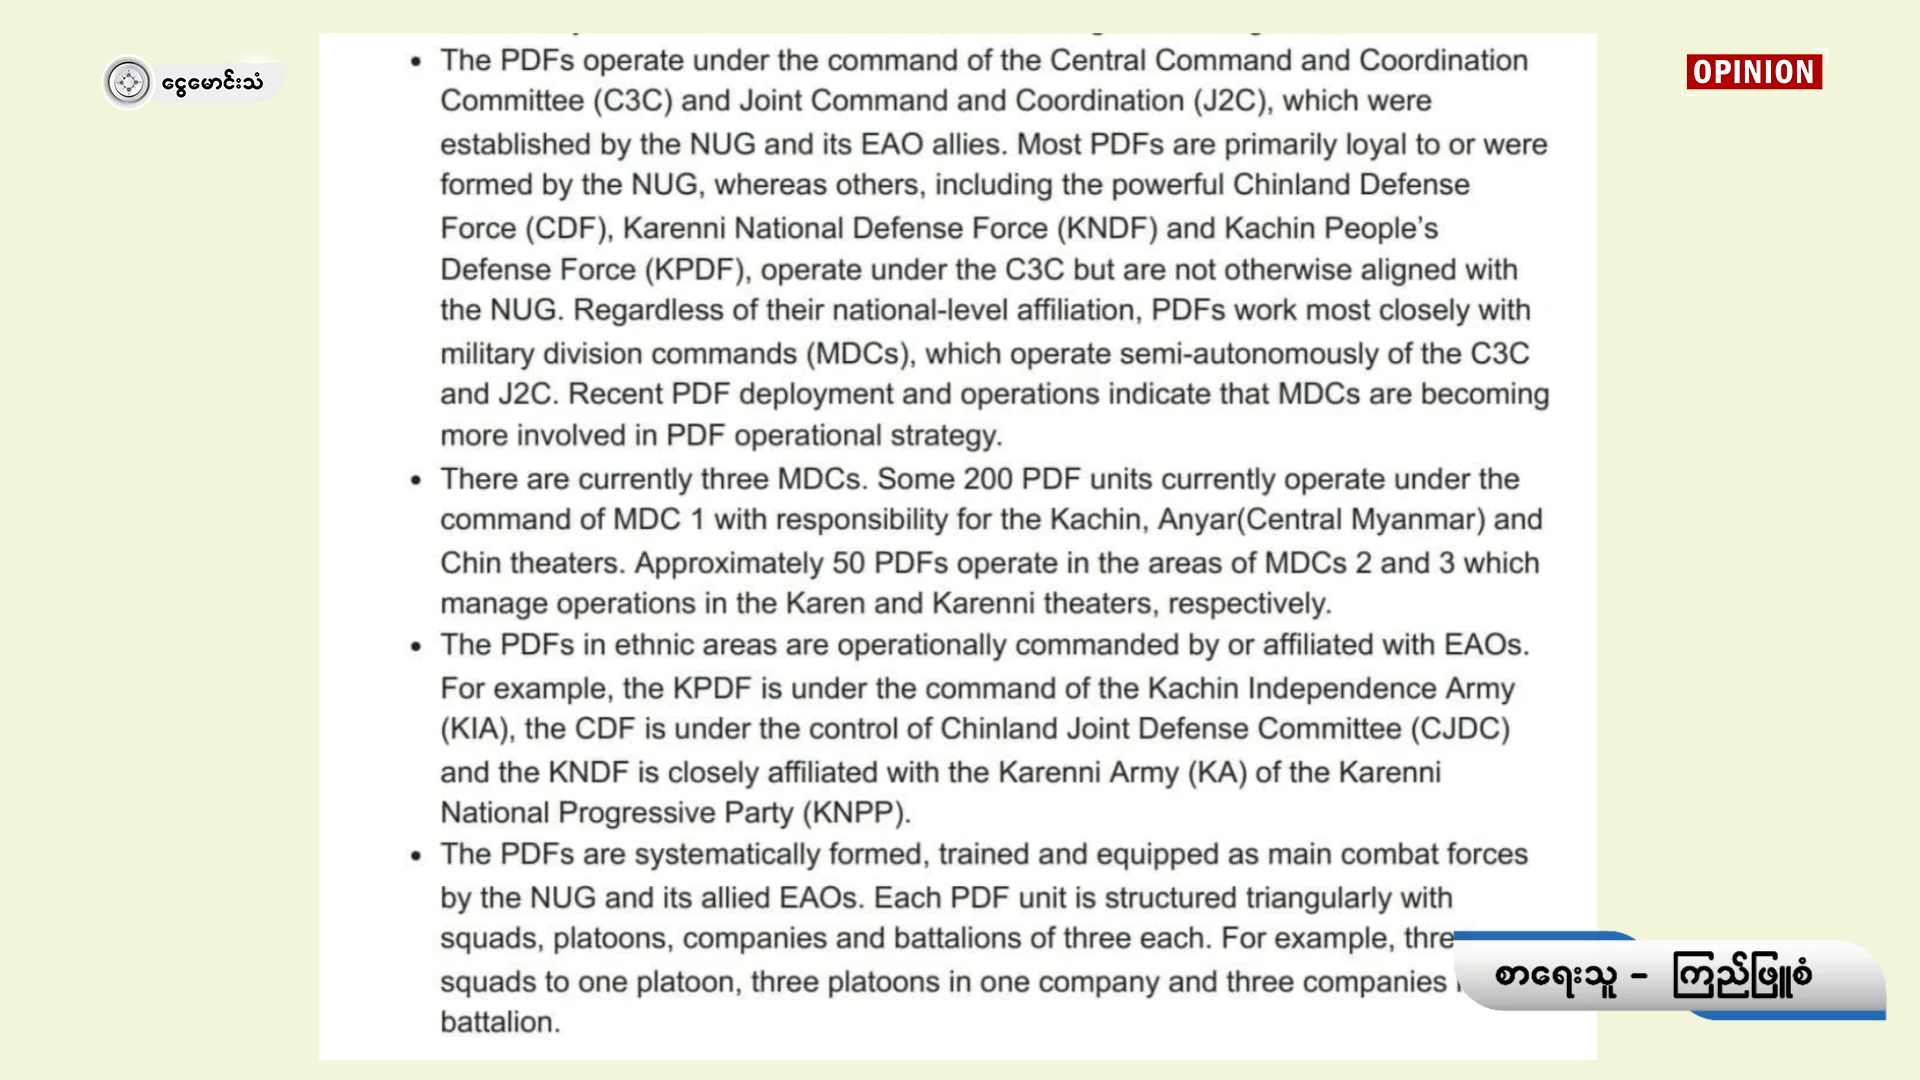 ငွေမောင်းသံ
OPINION
• The PDFs operate under the command of the Central Command and Coordination
Committee (C3C) and Joint Command and Coordination (J2C), which were
established by the NUG and its EAO allies. Most PDFs are primarily loyal to or were
formed by the NUG, whereas others, including the powerful Chinland Defense
Force (CDF), Karenni National Defense Force (KNDF) and Kachin People’s
Defense Force (KPDF), operate under the C3C but are not otherwise aligned with
the NUG. Regardless of their national-level affiliation, PDFs work most closely with
military division commands (MDCs), which operate semi-autonomously of the C3C
and J2C. Recent PDF deployment and operations indicate that MDCs are becoming
more involved in PDF operational strategy.
• There are currently three MDCs. Some 200 PDF units currently operate under the
command of MDC 1 with responsibility for the Kachin, Anyar(Central Myanmar) and
Chin theaters. Approximately 50 PDFs operate in the areas of MDCs 2 and 3 which
manage operations in the Karen and Karenni theaters, respectively.
• The PDFs in ethnic areas are operationally commanded by or affiliated with EAOs.
For example, the KPDF is under the command of the Kachin Independence Army
(KIA), the CDF is under the control of Chinland Joint Defense Committee (CJDC)
and the KNDF is closely affiliated with the Karenni Army (KA) of the Karenni
National Progressive Party (KNPP).
• The PDFs are systematically formed, trained and equipped as main combat forces
by the NUG and its allied EAOs. Each PDF unit is structured triangularly with
squads, platoons, companies and battalions of three each. For example, thre
squads to one platoon, three platoons in one company and three companies
battalion.
စာရေးသူ – ကြည်ဖြူစံ